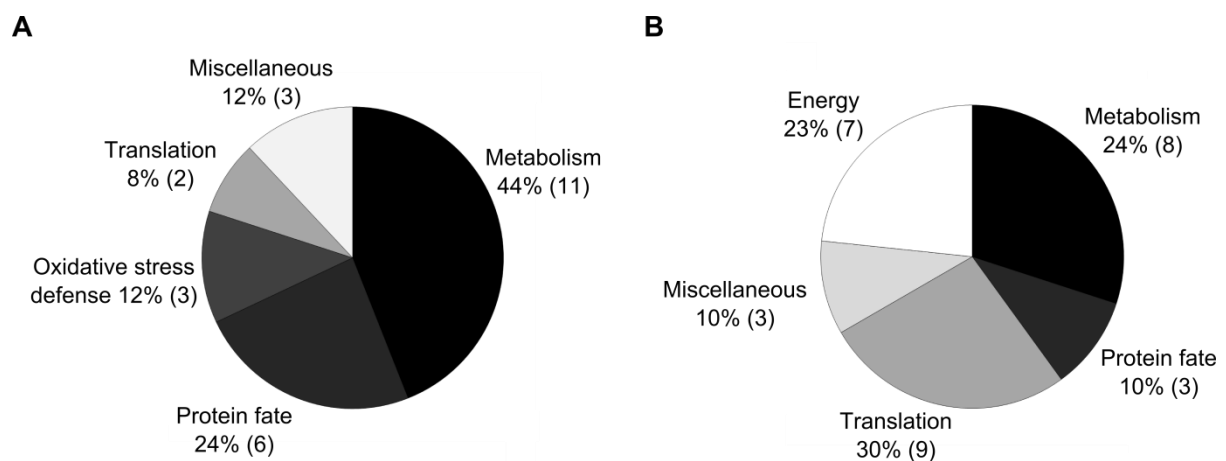 A
Miscellaneous
12% (3)
Translation
8% (2)
Oxidative stress
defense 12% (3)
Protein fate
24% (6)
Metabolism
44% (11)
B
Energy
23% (7)
Metabolism
24% (8)
Miscellaneous
10% (3)
Protein fate
10% (3)
Translation
30% (9)